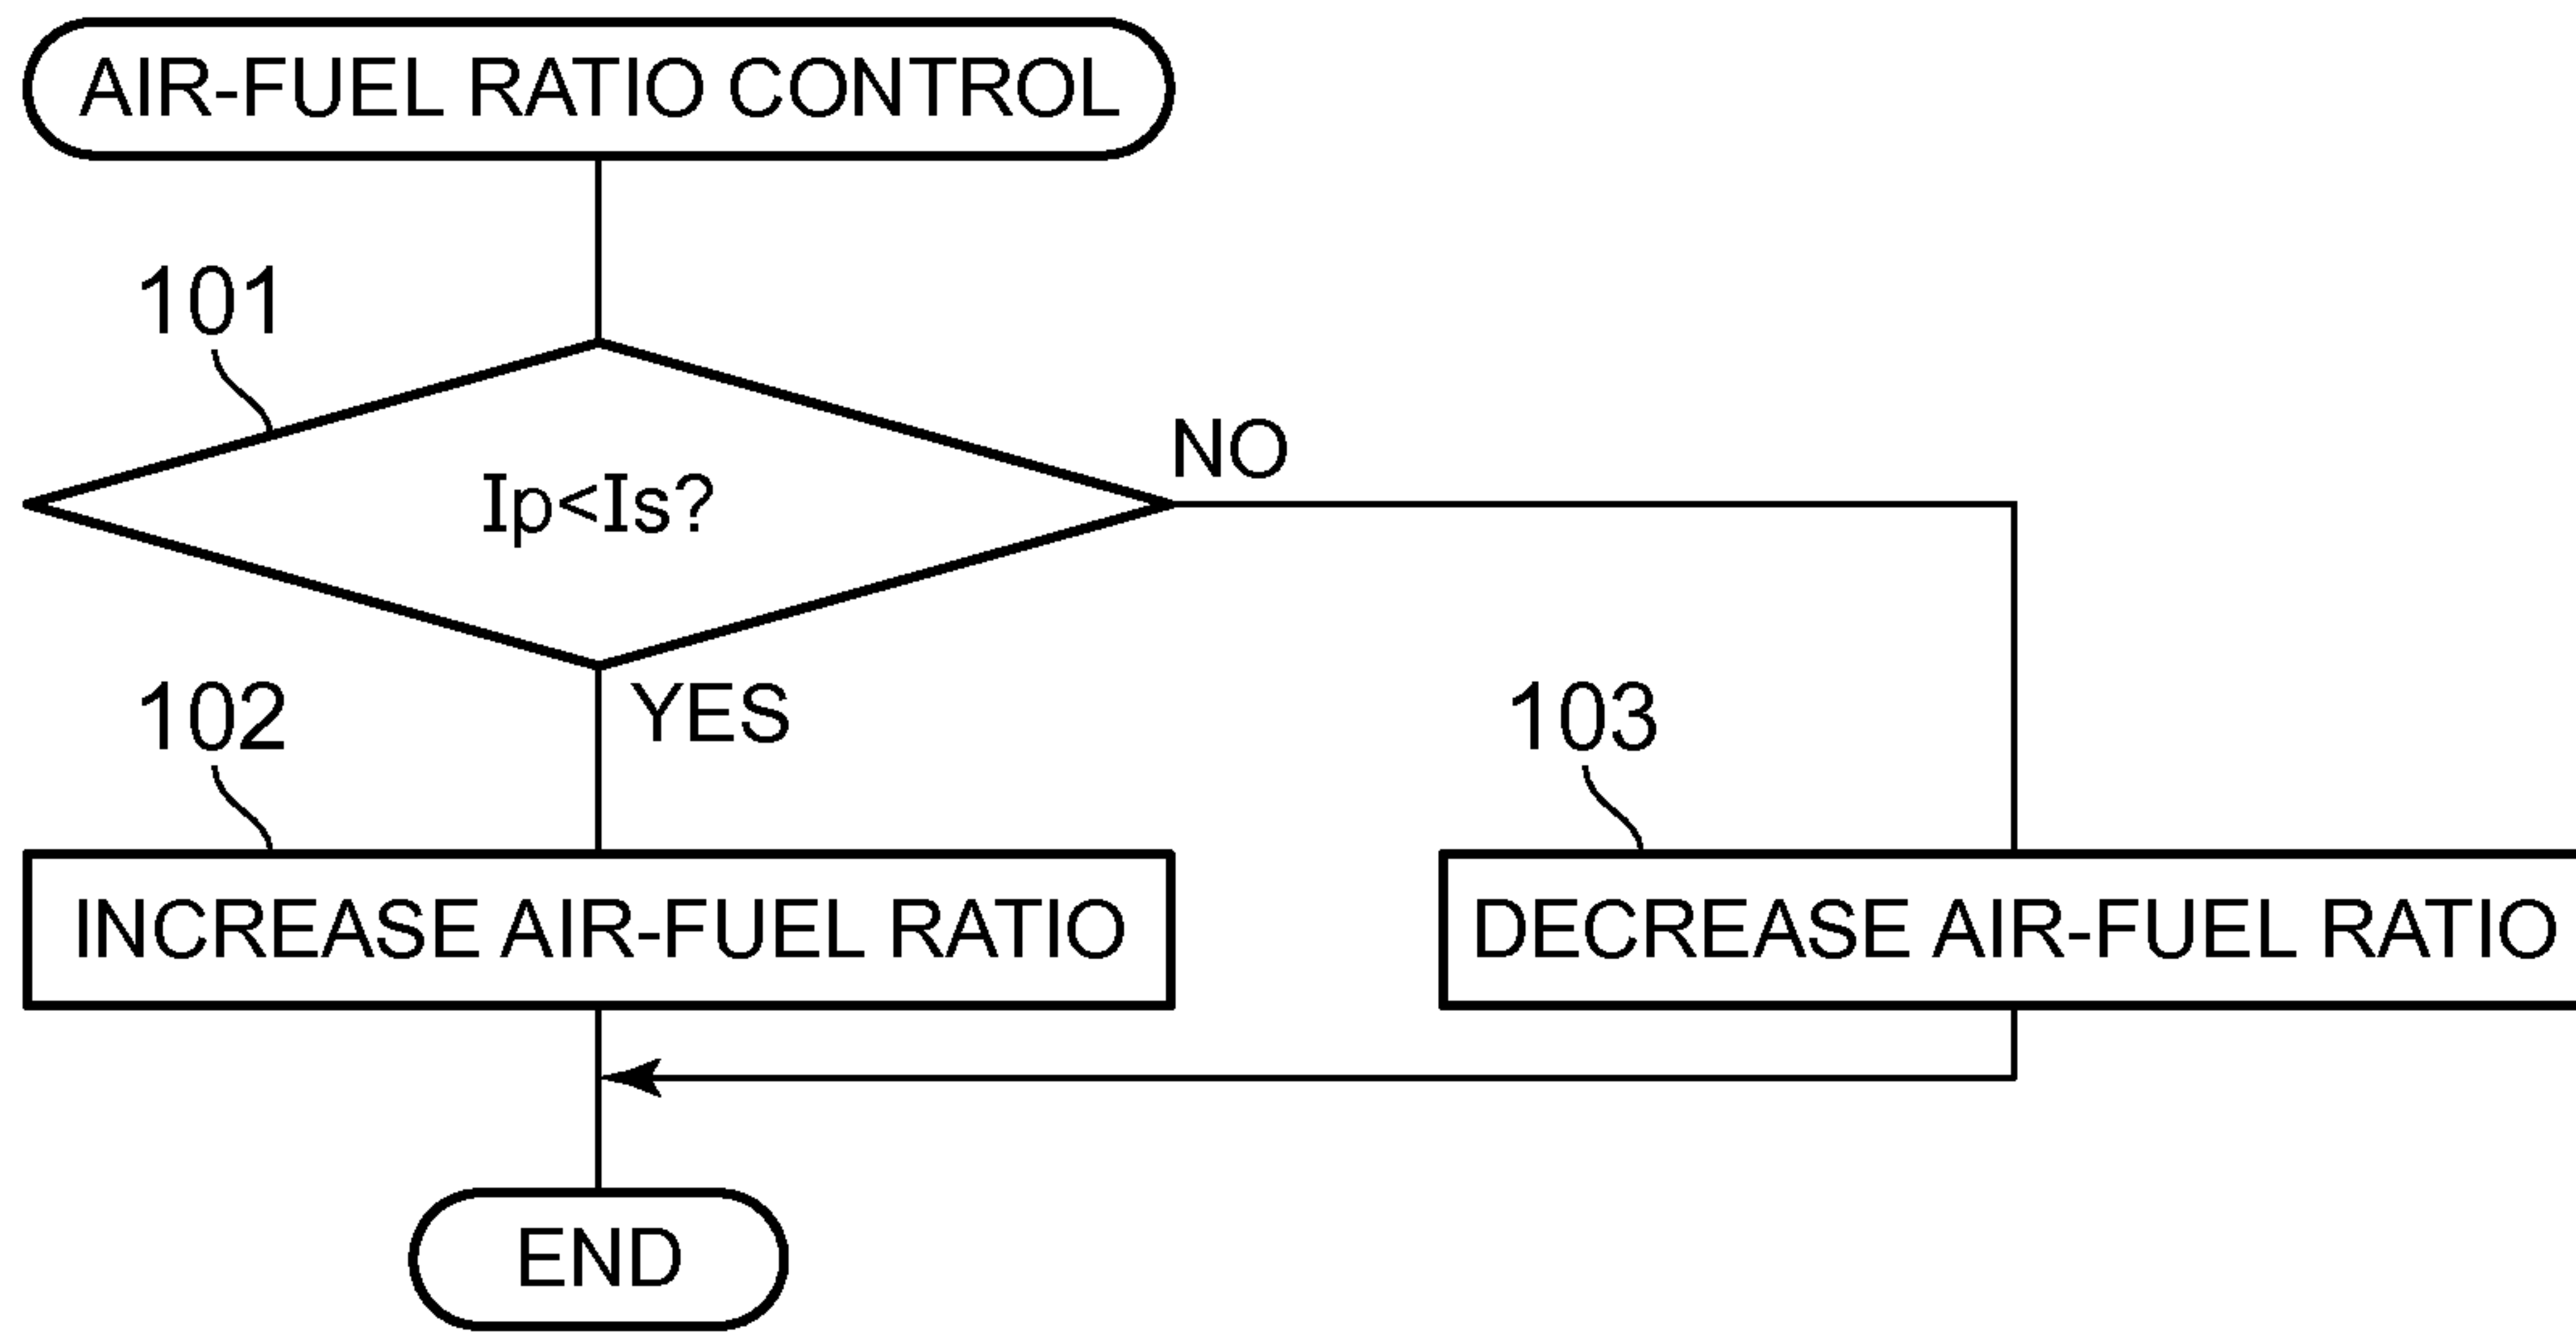 AIR-FUEL RATIO CONTROL
101
Ip<Is?
NO
YES
102
103
INCREASE AIR-FUEL RATIO
DECREASE AIR-FUEL RATIO
END